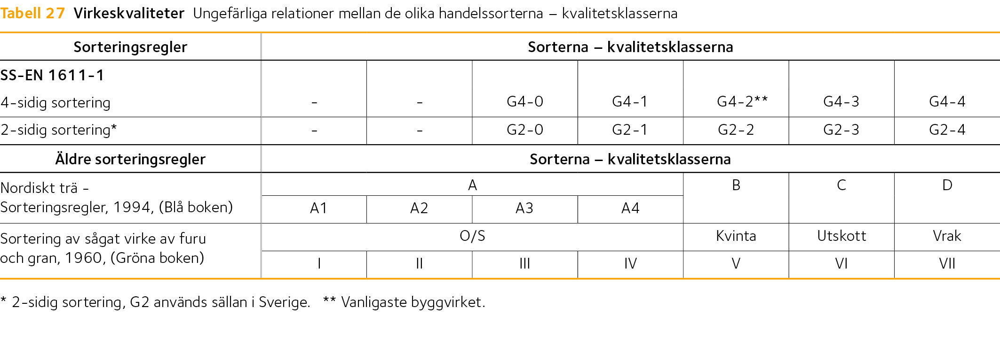 Tabell 27 Virkeskvaliteter Ungefärliga relationer mellan de olika handelssorterna – kvalitetsklasserna
Sorteringsregler Sorterna – kvalitetsklasserna
SS-EN 1611-1
4-sidig sortering - - G4-0 G4-1 G4-2** G4-3 G4-4
2-sidig sortering* - - G2-0 G2-1 G2-2 G2-3 G2-4
Äldre sorteringsregler Sorterna – kvalitetsklasserna
Nordiskt trä - A B C D
Sorteringsregler, 1994, (Blå boken) A1 A2 A3 A4
Sortering av sågat virke av furu O/S Kvinta Utskott Vrak
och gran, 1960, (Gröna boken) I II III IV V VI VII
* 2-sidig sortering, G2 används sällan i Sverige. ** Vanligaste byggvirket.